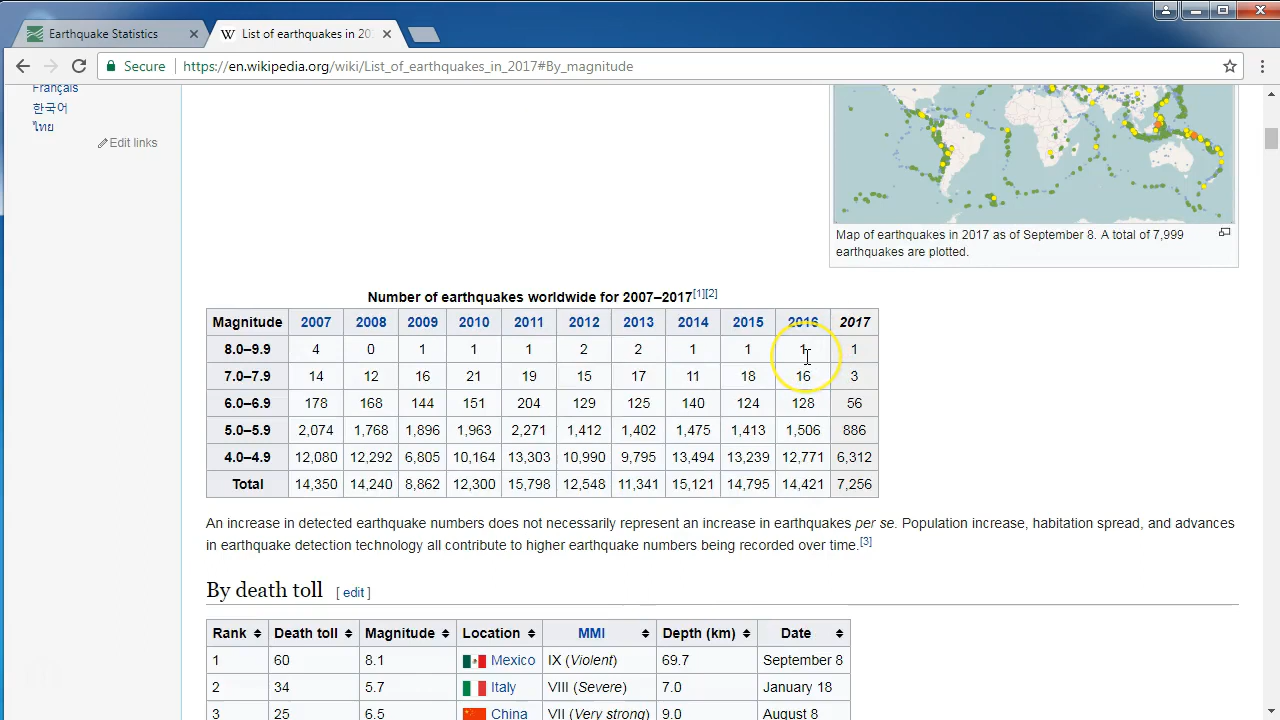 Earthquake Statistics
W List of earthquakes in 20
Secure https://en.wikipedia.org/wiki/List_of_earthquakes_in_2017#By_magnitude
Français
한국어
ไทย
Edit links
Map of earthquakes in 2017 as of September 8. A total of 7,999
earthquakes are plotted.
Number of earthquakes worldwide for 2007–2017[1][2]
Magnitude 2007 2008 2009 2010 2011 2012 2013 2014 2015 2016 2017
8.0–9.9 4 0 1 1 1 2 2 1 1 1 1
7.0–7.9 14 12 16 21 19 15 17 11 18 16 3
6.0–6.9 178 168 144 151 204 129 125 140 124 128 56
5.0–5.9 2,074 1,768 1,896 1,963 2,271 1,412 1,402 1,475 1,413 1,506 886
4.0–4.9 12,080 12,292 6,805 10,164 13,303 10,990 9,795 13,494 13,239 12,771 6,312
Total 14,350 14,240 8,862 12,300 15,798 12,548 11,341 15,121 14,795 14,421 7,256
An increase in detected earthquake numbers does not necessarily represent an increase in earthquakes per se. Population increase, habitation spread, and advances
in earthquake detection technology all contribute to higher earthquake numbers being recorded over time.[3]
By death toll [ edit ]
Rank Death toll Magnitude Location MMI Depth (km) Date
1 60 8.1 Mexico IX (Violent) 69.7 September 8
2 34 5.7 Italy VIII (Severe) 7.0 January 18
3 25 6.5 China VII (Very strong) 9.0 August 8